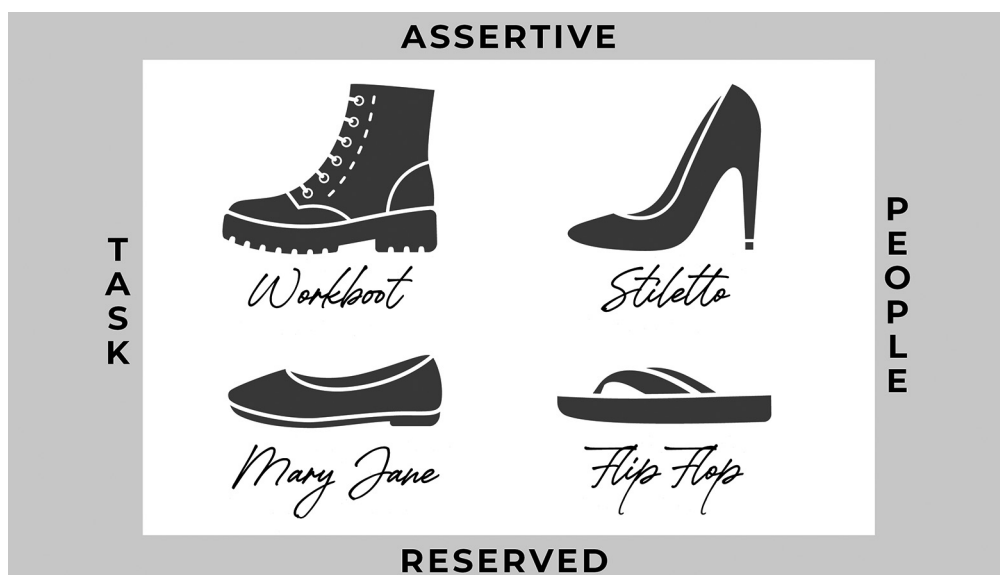 ASSERTIVE
TASK
PEOPLE
Workboot
Stiletto
Mary Jane
Flip Flop
RESERVED